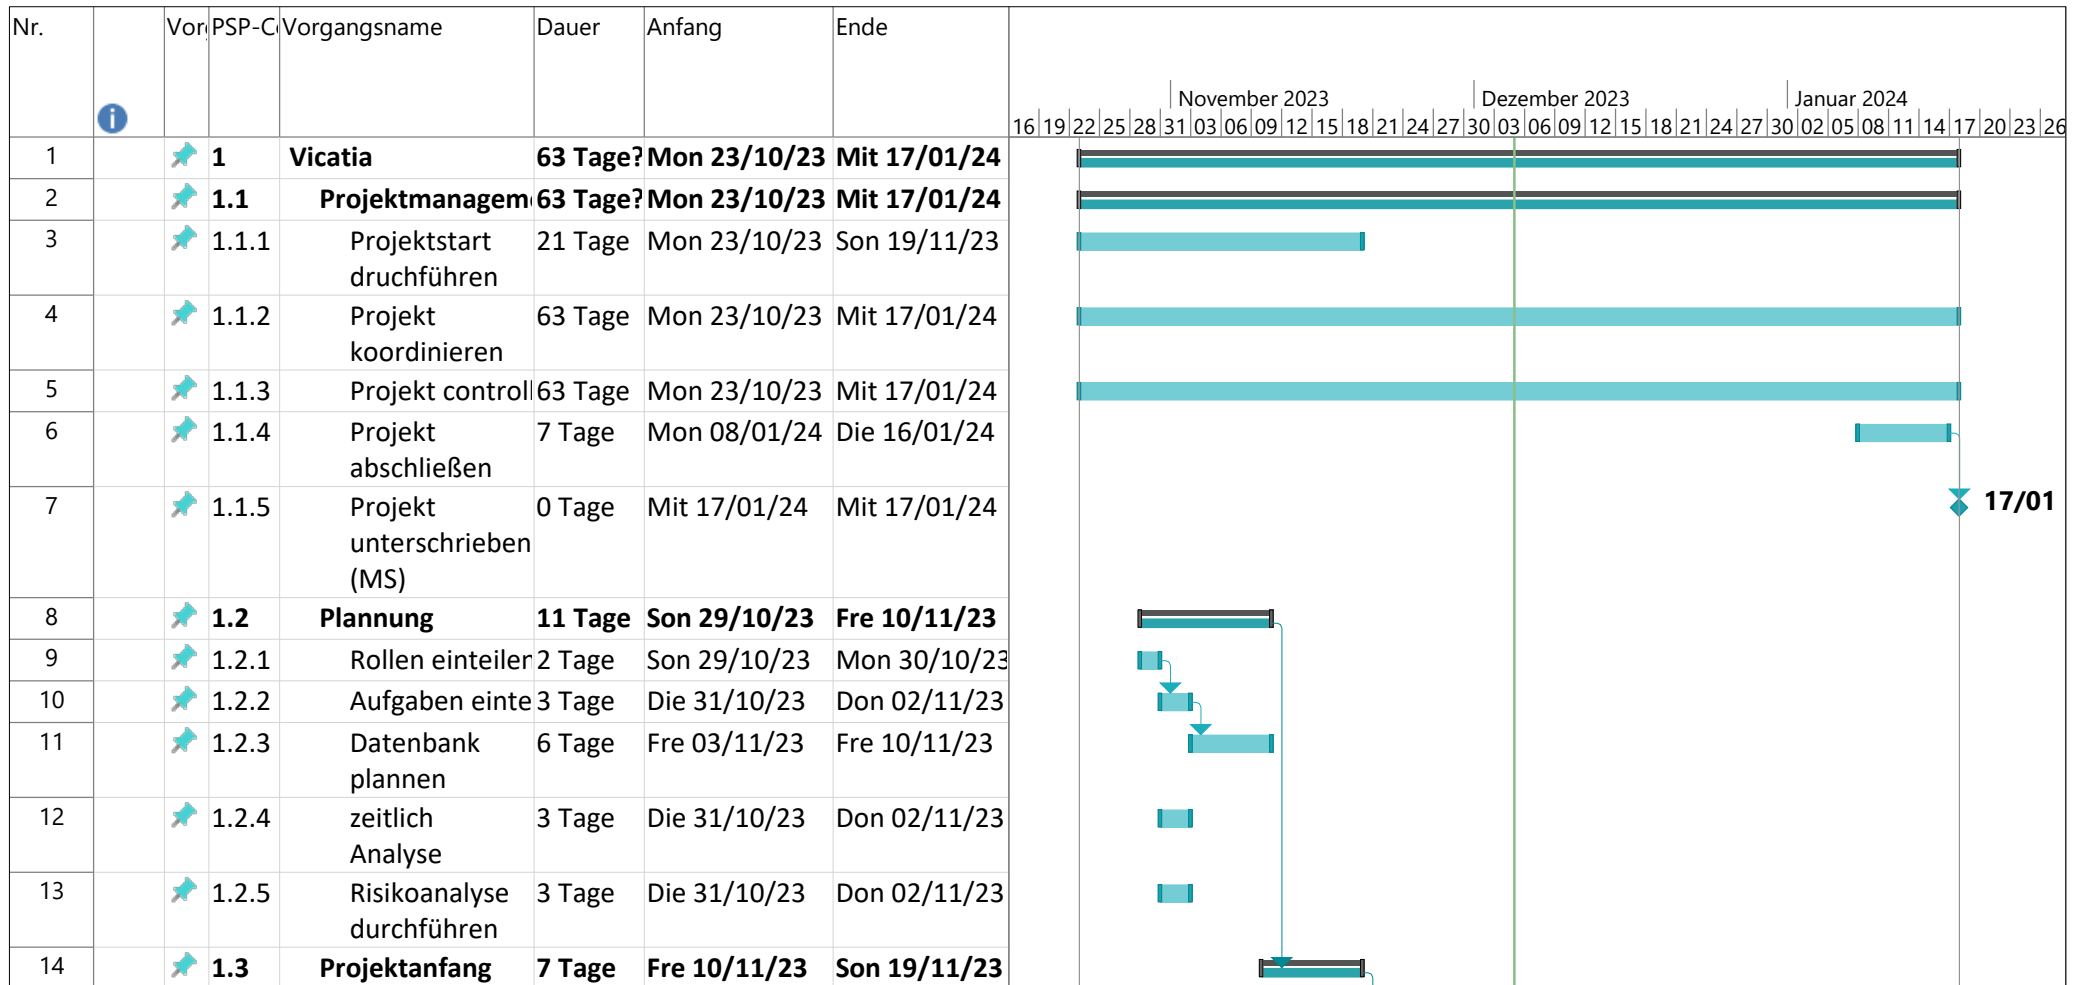 Nr. Vorg PSP-Co Vorgangsname Dauer Anfang Ende
November 2023 Dezember 2023 Januar 2024
16 19 22 25 28 31 03 06 09 12 15 18 21 24 27 30 03 06 09 12 15 18 21 24 27 30 02 05 08 11 14 17 20 23 26
1 1 Vicatia 63 Tage? Mon 23/10/23 Mit 17/01/24
2 1.1 Projektmanagem 63 Tage? Mon 23/10/23 Mit 17/01/24
3 1.1.1 Projektstart 21 Tage Mon 23/10/23 Son 19/11/23
druchführen
4 1.1.2 Projekt 63 Tage Mon 23/10/23 Mit 17/01/24
koordinieren
5 1.1.3 Projekt controll 63 Tage Mon 23/10/23 Mit 17/01/24
6 1.1.4 Projekt 7 Tage Mon 08/01/24 Die 16/01/24
abschließen
7 1.1.5 Projekt 0 Tage Mit 17/01/24 Mit 17/01/24 17/01
unterschrieben
(MS)
8 1.2 Plannung 11 Tage Son 29/10/23 Fre 10/11/23
9 1.2.1 Rollen einteilen 2 Tage Son 29/10/23 Mon 30/10/23
10 1.2.2 Aufgaben einte 3 Tage Die 31/10/23 Don 02/11/23
11 1.2.3 Datenbank 6 Tage Fre 03/11/23 Fre 10/11/23
plannen
12 1.2.4 zeitlich 3 Tage Die 31/10/23 Don 02/11/23
Analyse
13 1.2.5 Risikoanalyse 3 Tage Die 31/10/23 Don 02/11/23
durchführen
14 1.3 Projektanfang 7 Tage Fre 10/11/23 Son 19/11/23